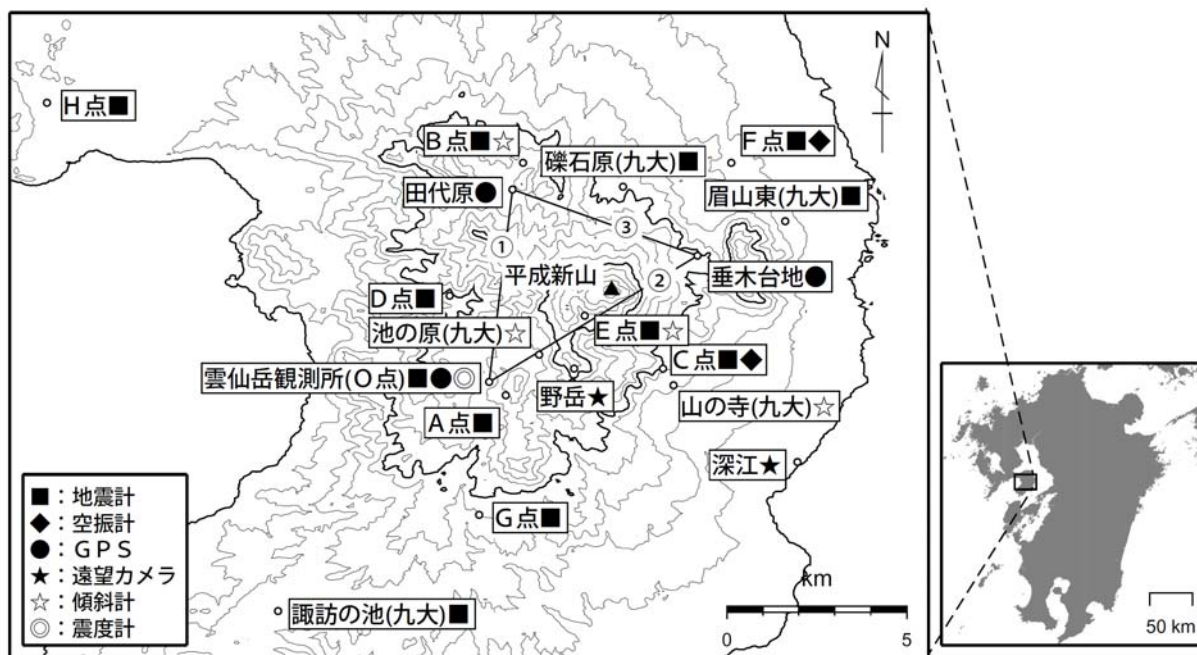 N
H点■
B点■☆
F点■◆
礫石原(九大)■
田代原●
眉山東(九大)■
①
③
平成新山
②
垂木台地●
D点■
池の原(九大)☆
E点■☆
C点■◆
雲仙岳観測所(O点)■●◎
野岳★
山の寺(九大)☆
A点■
深江★
G点■
■：地震計
◆：空振計
●：GPS
★：遠望カメラ
☆：傾斜計
◎：震度計
諏訪の池(九大)■
km
0 5
50 km